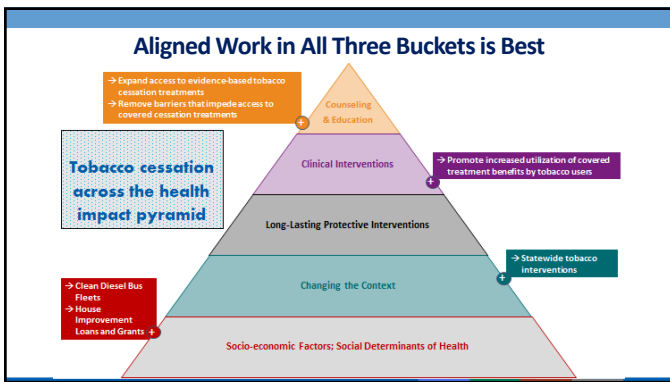 Aligned Work in All Three Buckets is Best
→ Expand access to evidence-based tobacco
cessation treatments
→ Remove barriers that impede access to
covered cessation treatments
+
Counseling
& Education
Tobacco cessation
across the health
impact pyramid
Clinical Interventions
→ Promote increased utilization of covered
treatment benefits by tobacco users
+
Long-Lasting Protective Interventions
→ Statewide tobacco
interventions
+
Changing the Context
→ Clean Diesel Bus
Fleets
→ House
Improvement
Loans and Grants
+
Socio-economic Factors; Social Determinants of Health